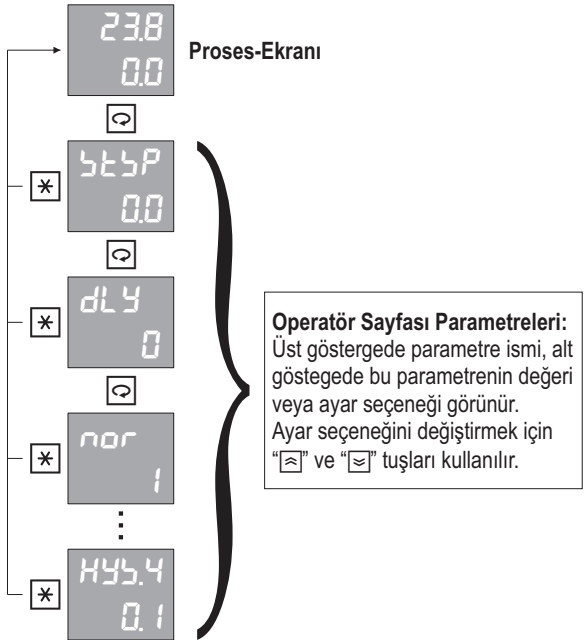 23.8
0.0
Proses-Ekranı
StSP
0.0
dLY
0
nor
1
HYS.4
0.1
Operatör Sayfası Parametreleri:
Üst göstergede parametre ismi, alt
göstegede bu parametrenin değeri
veya ayar seçeneği görünür.
Ayar seçeneğini değiştirmek için
“︽” ve “︾” tuşları kullanılır.